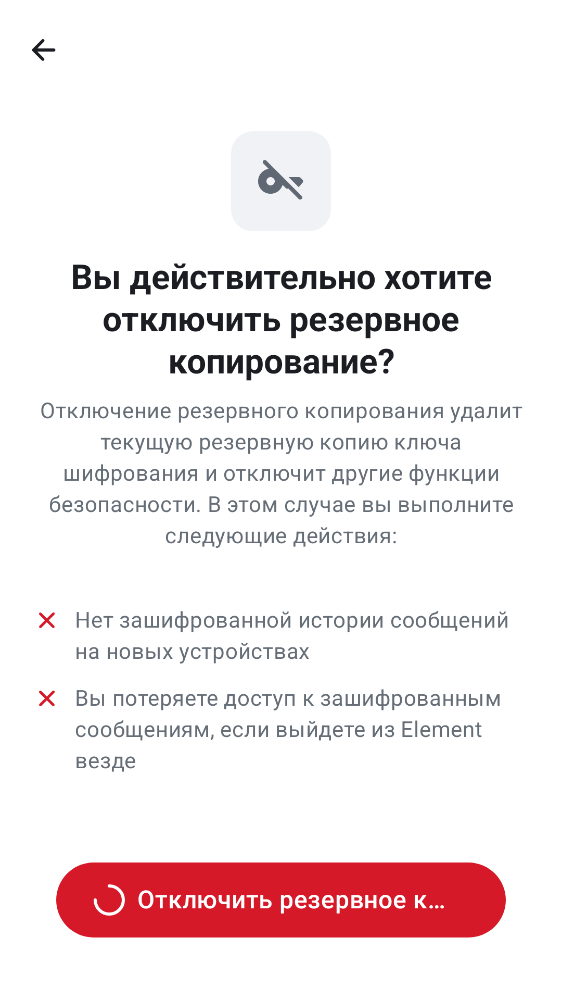 Вы действительно хотите
отключить резервное
копирование?
Отключение резервного копирования удалит
текущую резервную копию ключа
шифрования и отключит другие функции
безопасности. В этом случае вы выполните
следующие действия:
Нет зашифрованной истории сообщений
на новых устройствах
Вы потеряете доступ к зашифрованным
сообщениям, если выйдете из Element
везде
Отключить резервное к...